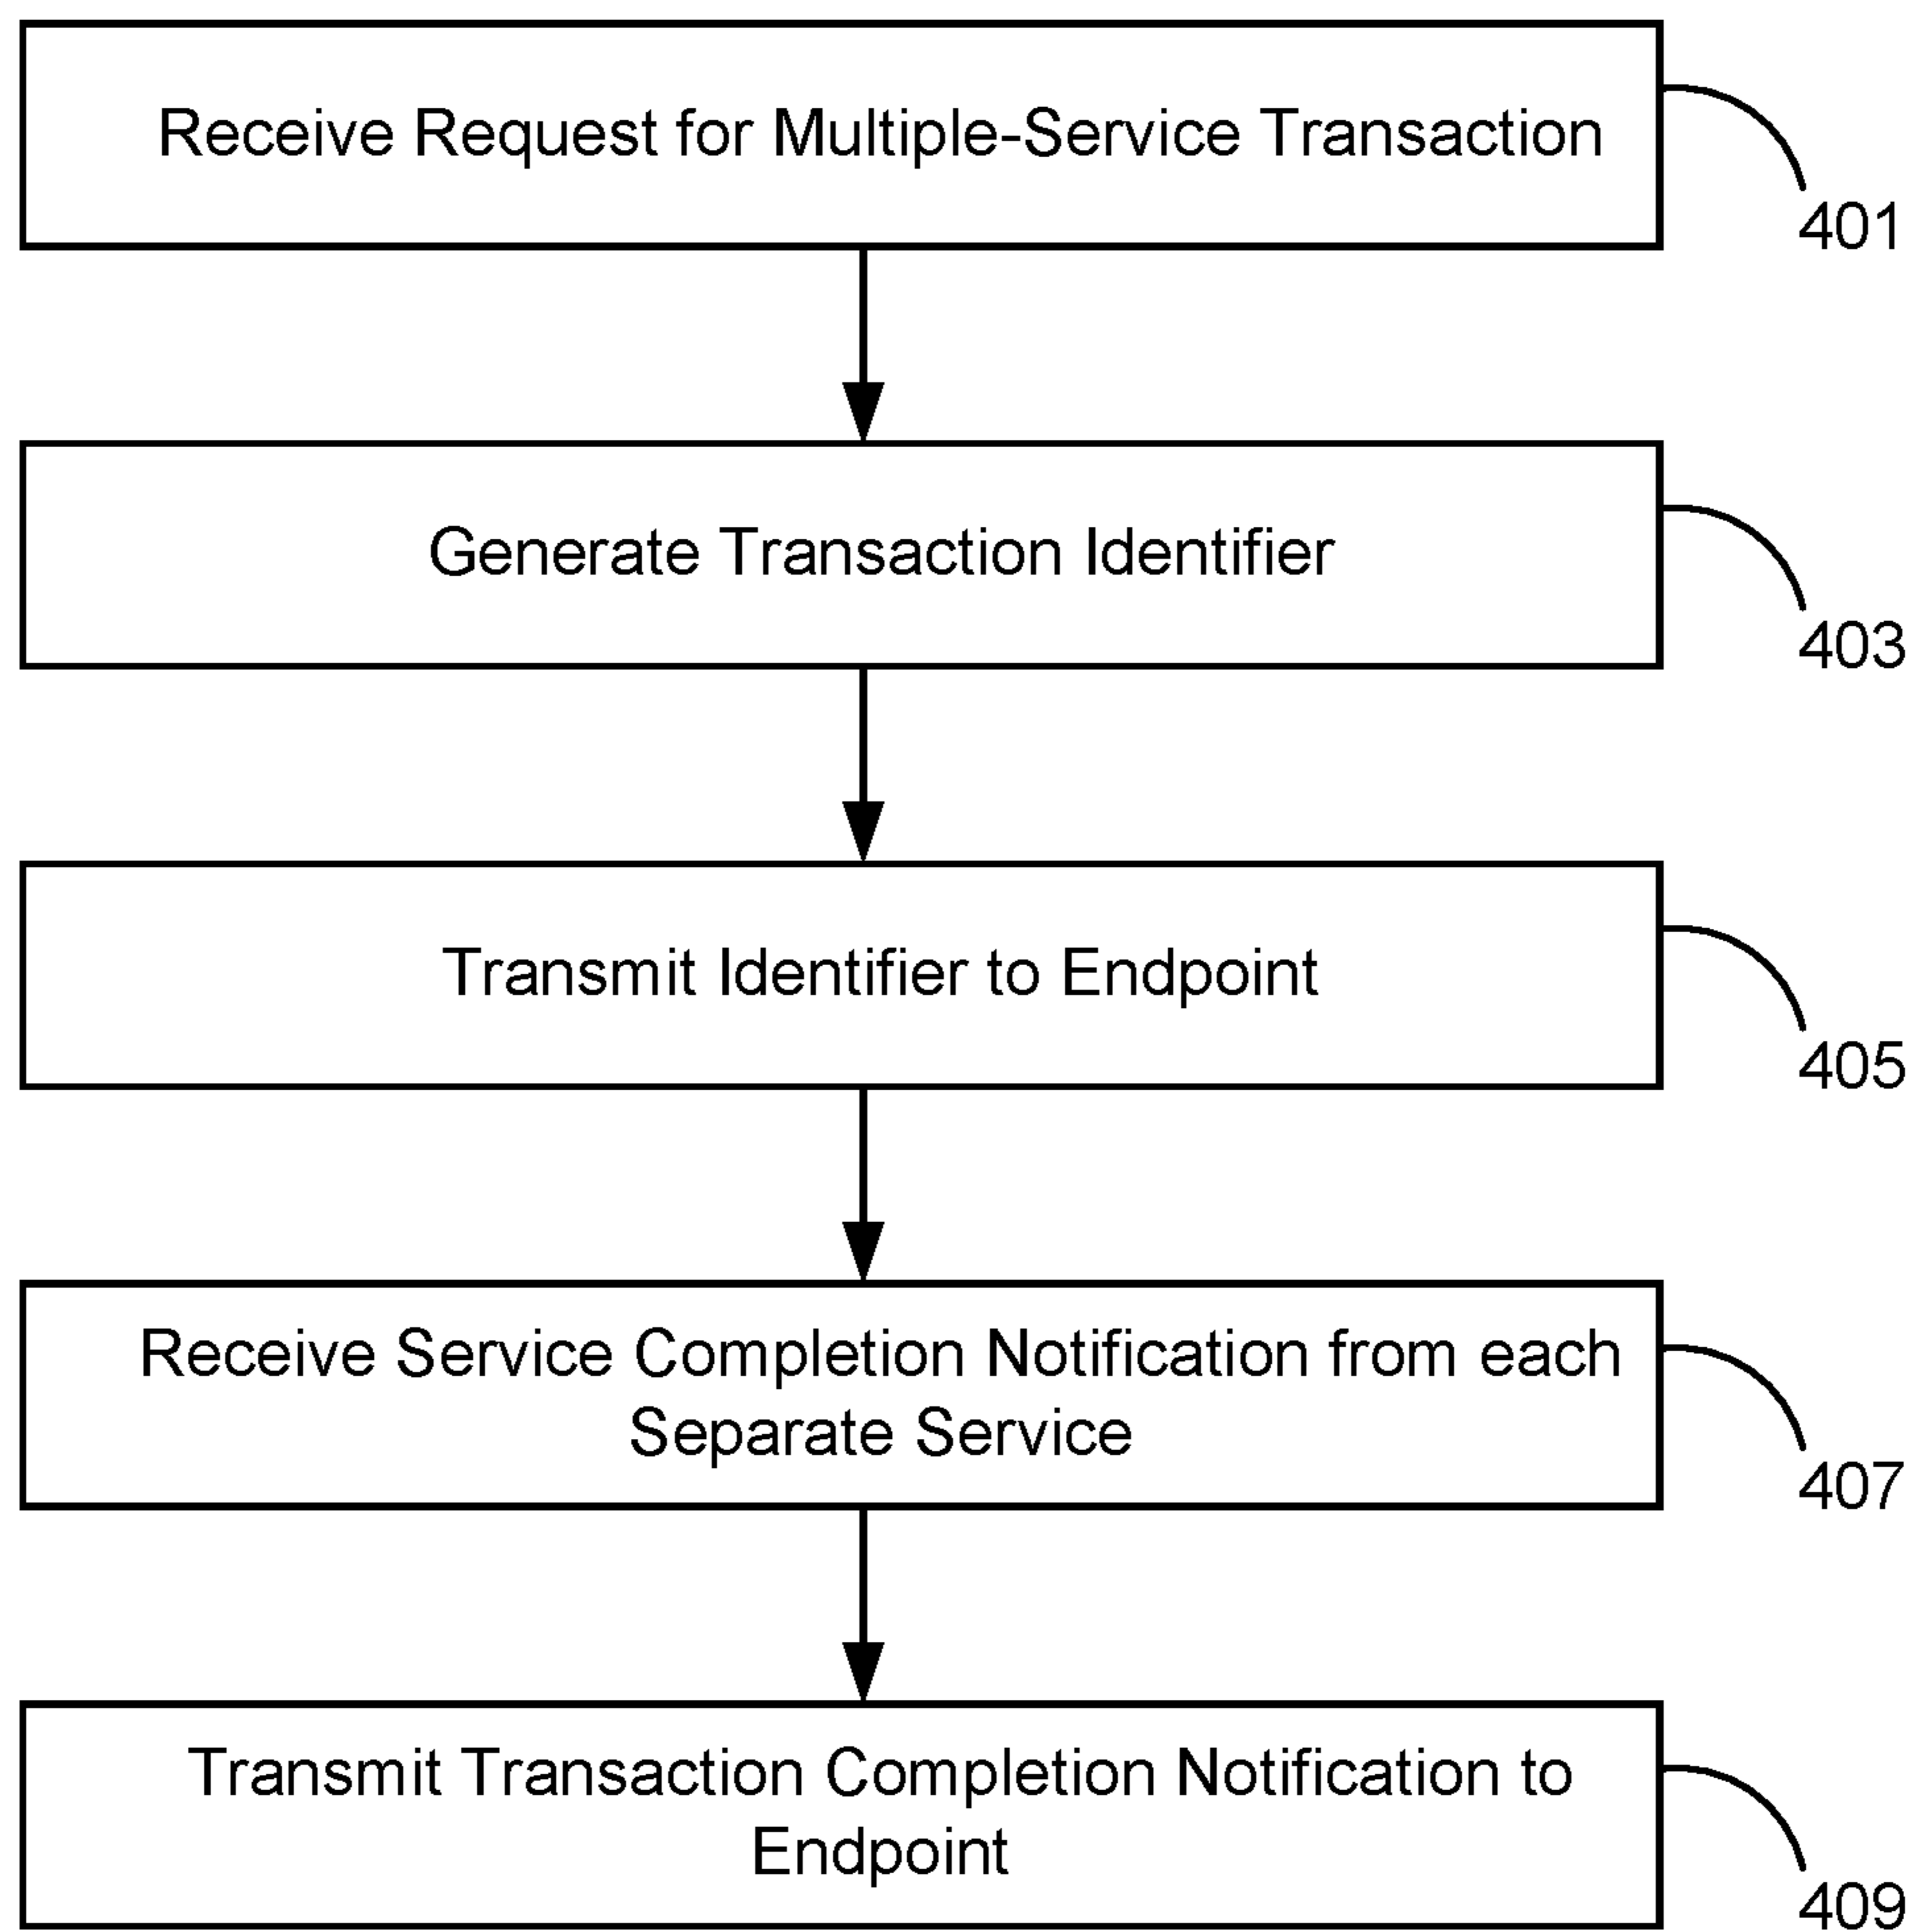 Receive Request for Multiple-Service Transaction
401
Generate Transaction Identifier
403
Transmit Identifier to Endpoint
405
Receive Service Completion Notification from each
Separate Service
407
Transmit Transaction Completion Notification to
Endpoint
409